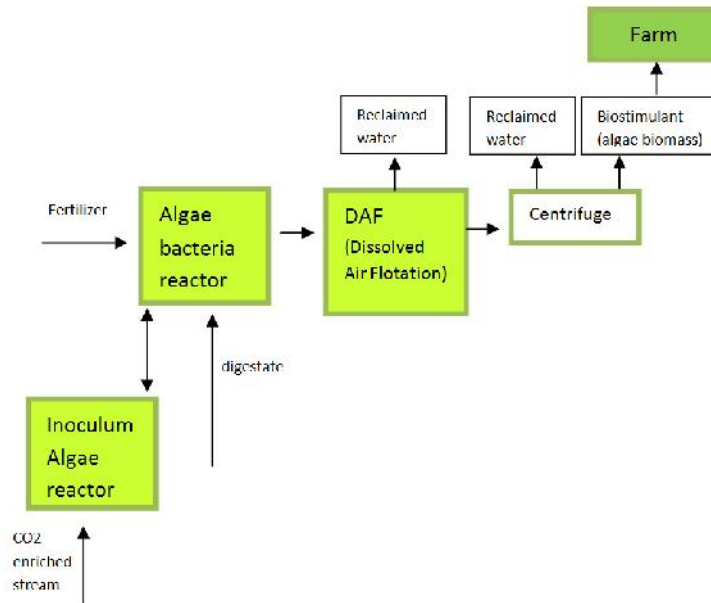 Farm
Reclaimed
water
Reclaimed
water
Biostimulant
(algae biomass)
Fertilizer
Algae
bacteria
reactor
DAF
(Dissolved
Air Flotation)
Centrifuge
digestate
Inoculum
Algae
reactor
CO2
enriched
stream